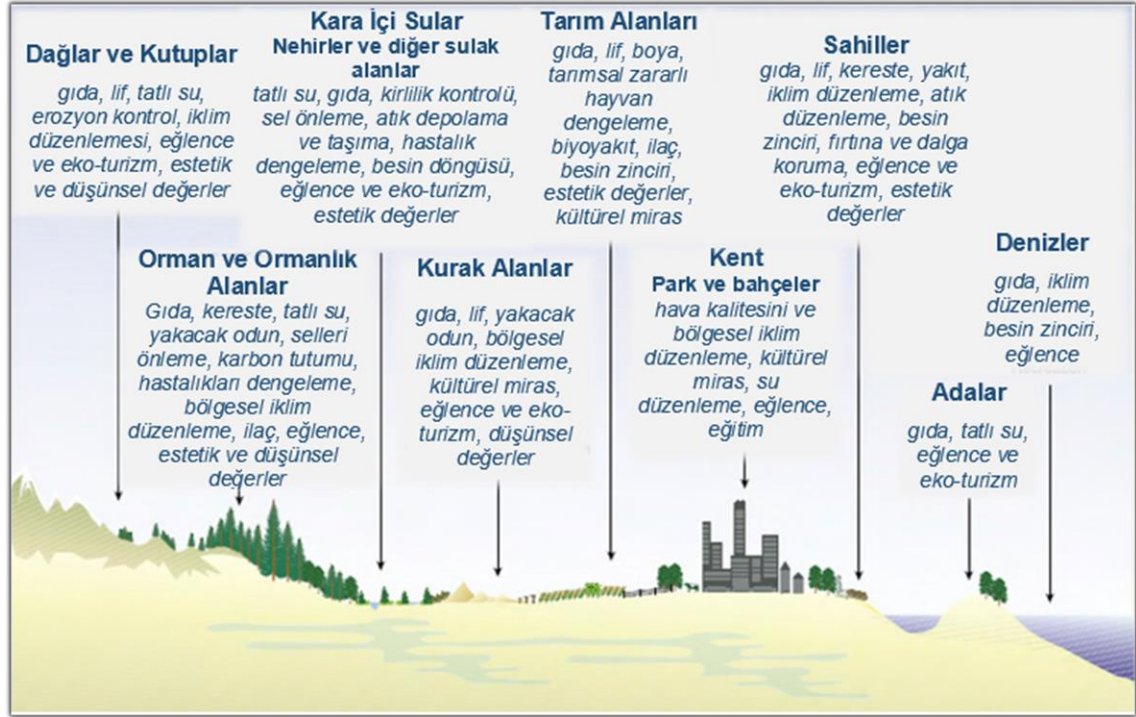 Dağlar ve Kutuplar
gıda, lif, tatlı su,
erozyon kontrol, iklim
düzenlemesi, eğlence
ve eko-turizm, estetik
ve düşünsel değerler
Kara İçi Sular
Nehirler ve diğer sulak
alanlar
tatlı su, gıda, kirlilik kontrolü,
sel önleme, atık depolama
ve taşıma, hastalık
dengeleme, besin döngüsü,
eğlence ve eko-turizm,
estetik değerler
Tarım Alanları
gıda, lif, boya,
tarımsal zararlı
hayvan
dengeleme,
biyoyakıt, ilaç,
besin zinciri,
estetik değerler,
kültürel miras
Sahiller
gıda, lif, kereste, yakıt,
iklim düzenleme, atık
düzenleme, besin
zinciri, fırtına ve dalga
koruma, eğlence ve
eko-turizm, estetik
değerler
Orman ve Ormanlık
Alanlar
Gıda, kereste, tatlı su,
yakacak odun, selleri
önleme, karbon tutumu,
hastalıkları dengeleme,
bölgesel iklim
düzenleme, ilaç, eğlence,
estetik ve düşünsel
değerler
Kurak Alanlar
gıda, lif, yakacak
odun, bölgesel
iklim düzenleme,
kültürel miras,
eğlence ve eko-
turizm, düşünsel
değerler
Kent
Park ve bahçeler
hava kalitesini ve
bölgesel iklim
düzenleme, kültürel
miras, su
düzenleme, eğlence,
eğitim
Denizler
gıda, iklim
düzenleme,
besin zinciri,
eğlence
Adalar
gıda, tatlı su,
eğlence ve
eko-turizm